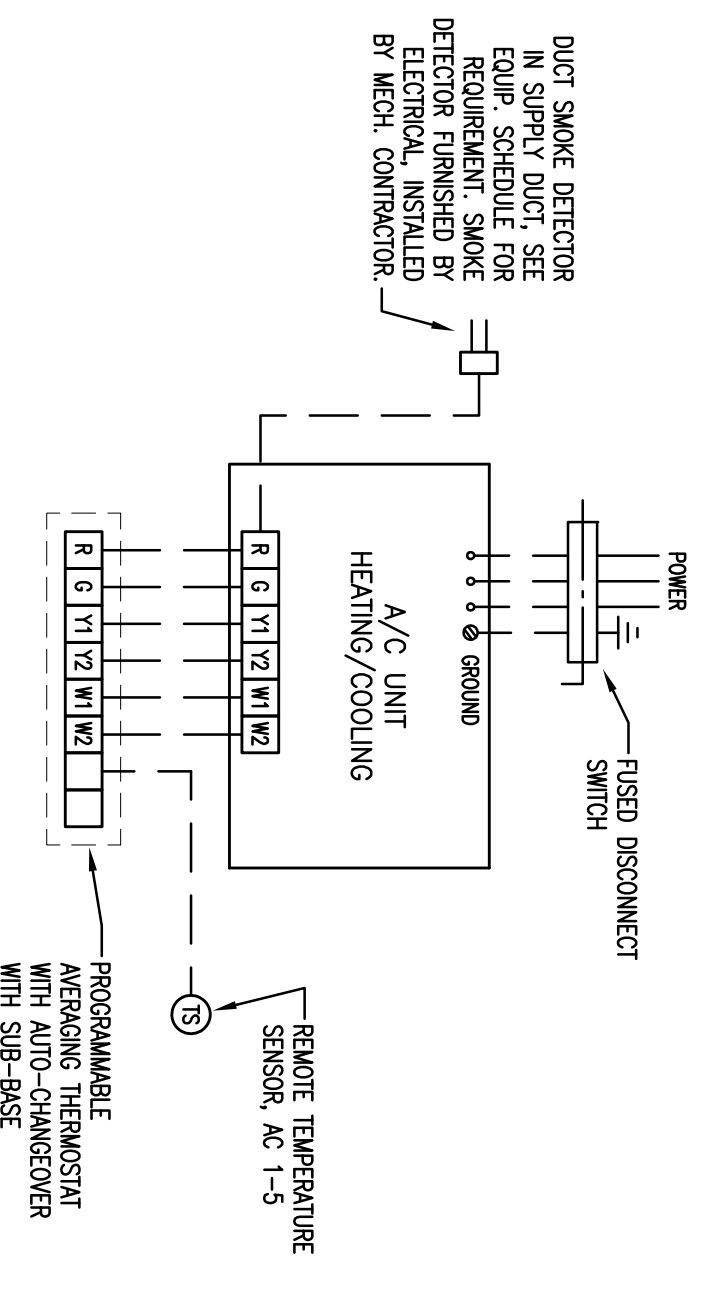 DUCT SMOKE DETECTOR
IN SUPPLY DUCT, SEE
EQUIP. SCHEDULE FOR
REQUIREMENT. SMOKE
DETECTOR FURNISHED BY
ELECTRICAL, INSTALLED
BY MECH. CONTRACTOR.
POWER
FUSED DISCONNECT
SWITCH
GROUND
A/C UNIT
HEATING/COOLING
R G Y1 Y2 W1 W2
R G Y1 Y2 W1 W2
TS
REMOTE TEMPERATURE
SENSOR, AC 1-5
PROGRAMMABLE
AVERAGING THERMOSTAT
WITH AUTO-CHANGEOVER
WITH SUB-BASE